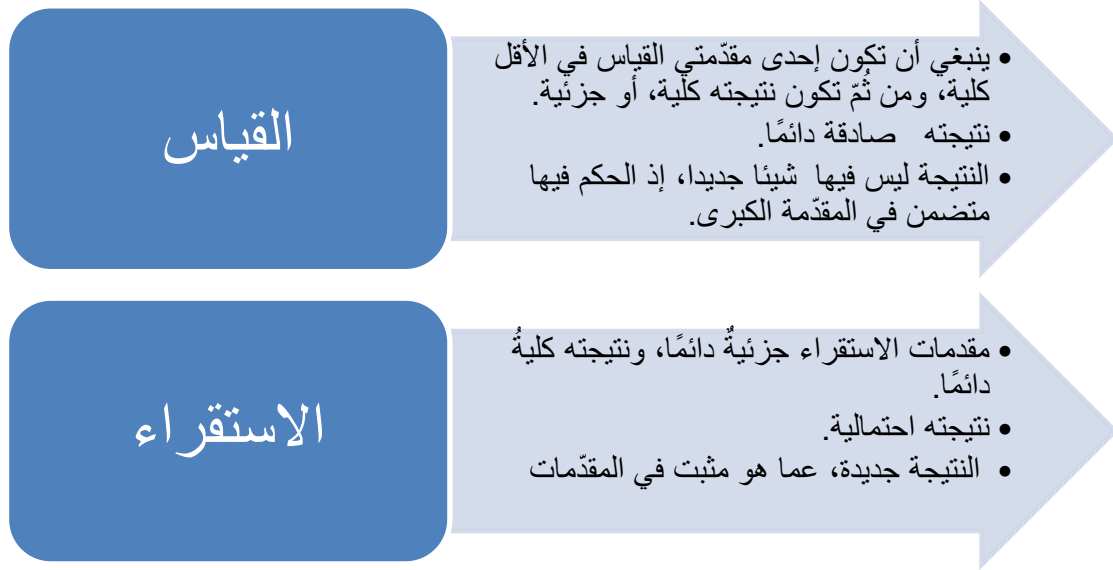 القياس
• ينبغي أن تكون إحدى مقدّمتي القياس في الأقل
كلية، ومن ثُمّ تكون نتيجته كلية، أو جزئية.
• نتيجته صادقة دائمًا.
• النتيجة ليس فيها شيئا جديدا، إذ الحكم فيها
متضمن في المقدّمة الكبرى.
الاستقراء
• مقدمات الاستقراء جزئيةٌ دائمًا، ونتيجته كليةُ
دائمًا.
• نتيجته احتمالية.
• النتيجة جديدة، عما هو مثبت في المقدّمات